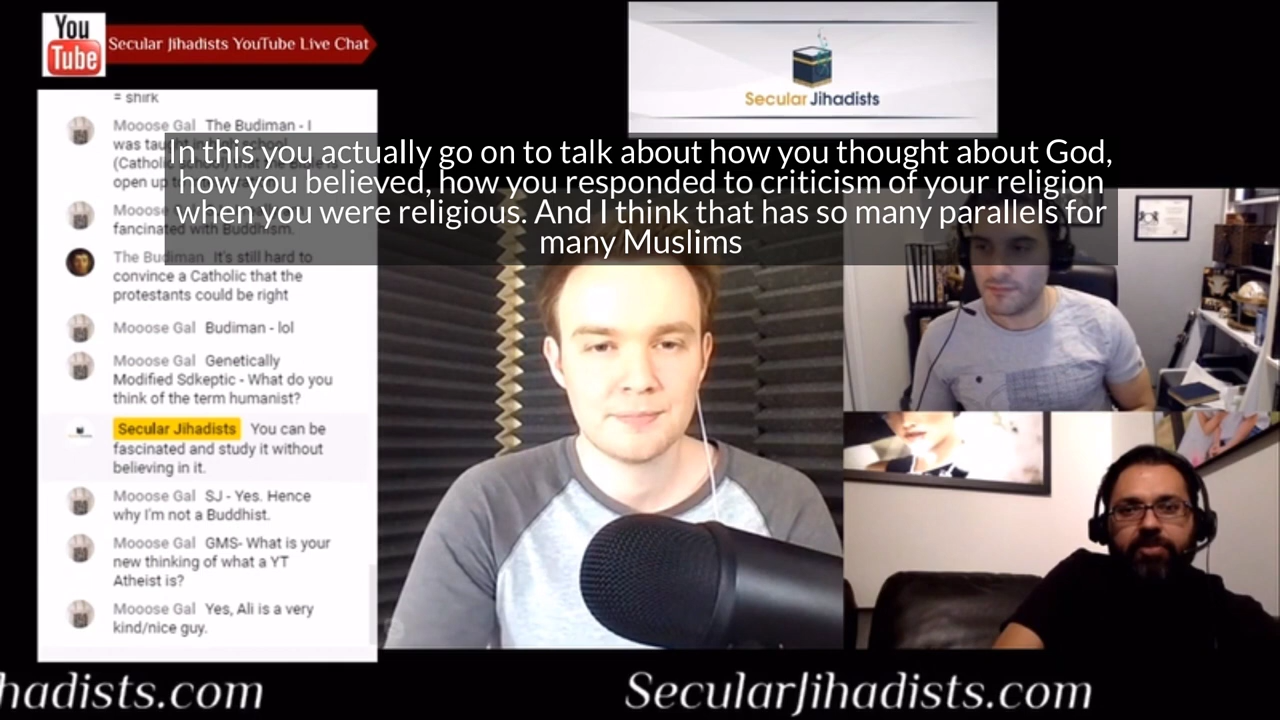 You
Tube
Secular Jihadists YouTube Live Chat
Secular Jihadists
= shirk
Mooose Gal The Budiman - I
was
(Catholic
open up
In this you actually go on to talk about how you thought about God,
how you believed, how you responded to criticism of your religion
when you were religious. And I think that has so many parallels for
many Muslims
Mooose
fancinated with Buddhism.
The Budiman It's still hard to
convince a Catholic that the
protestants could be right
Mooose Gal Budiman - lol
Mooose Gal Genetically
Modified Sdkeptic - What do you
think of the term humanist?
Secular Jihadists You can be
fascinated and study it without
believing in it.
Mooose Gal SJ - Yes. Hence
why I'm not a Buddhist.
Mooose Gal GMS- What is your
new thinking of what a YT
Atheist is?
Mooose Gal Yes, Ali is a very
kind/nice guy.
hadists.com
SecularJihadists.com